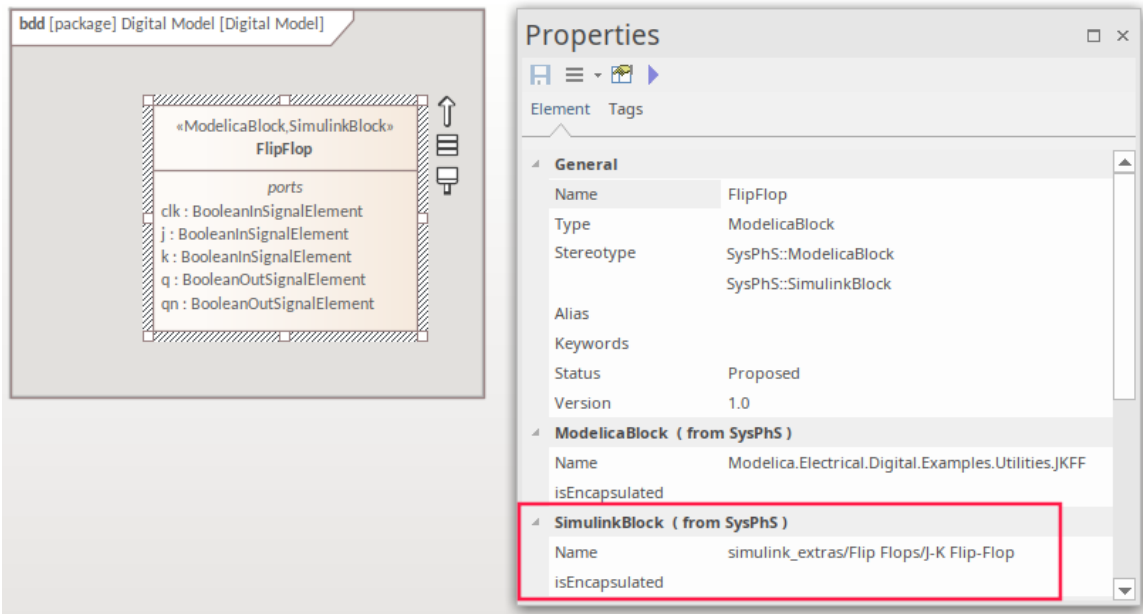 bdd [package] Digital Model [Digital Model]
«ModelicaBlock,SimulinkBlock»
FlipFlop
ports
clk : BooleanInSignalElement
j : BooleanInSignalElement
k : BooleanInSignalElement
q : BooleanOutSignalElement
qn : BooleanOutSignalElement
Properties
Element Tags
General
Name FlipFlop
Type ModelicaBlock
Stereotype SysPhS::ModelicaBlock
SysPhS::SimulinkBlock
Alias
Keywords
Status Proposed
Version 1.0
ModelicaBlock ( from SysPhS )
Name Modelica.Electrical.Digital.Examples.Utilities.JKFF
isEncapsulated
SimulinkBlock ( from SysPhS )
Name simulink_extras/Flip Flops/J-K Flip-Flop
isEncapsulated